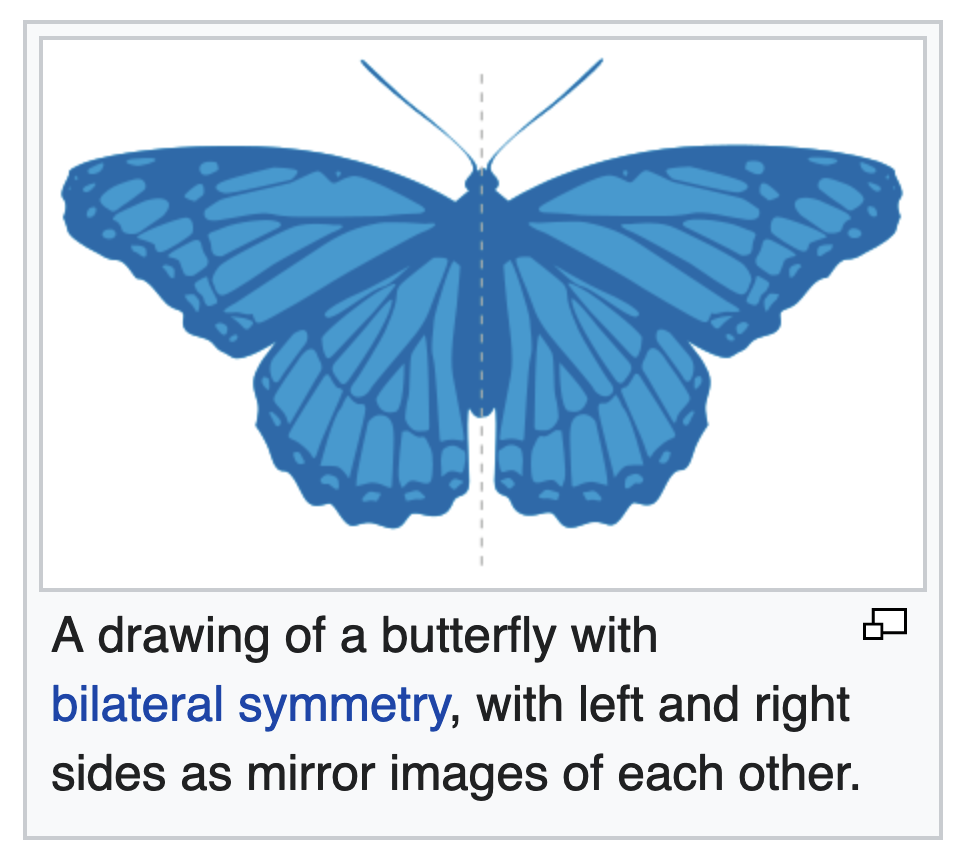 A drawing of a butterfly with
bilateral symmetry, with left and right
sides as mirror images of each other.